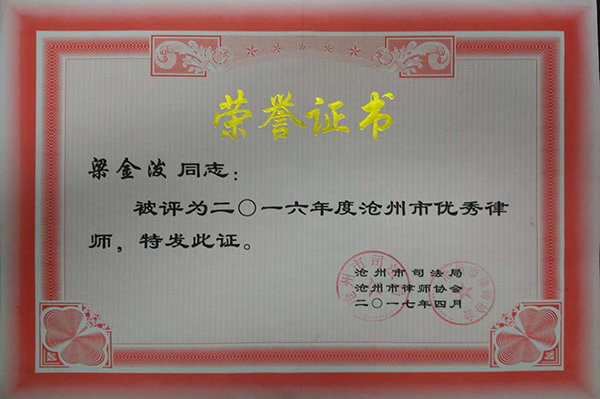 荣誉证书
梁金泼 同志：
被评为二〇一六年度沧州市优秀律
师，特发此证。
沧州市司法局
沧州市律师协会
二〇一七年四月